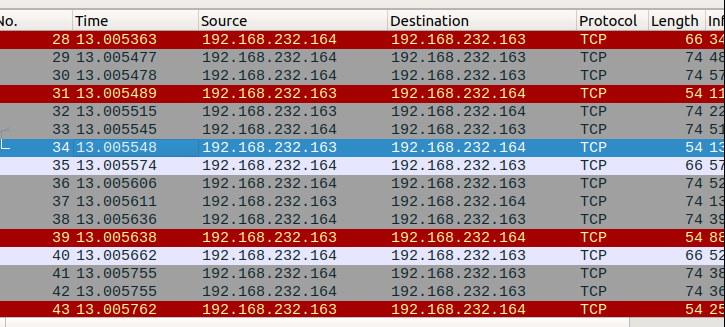 No. Time Source Destination Protocol Length Inf
28 13.005363 192.168.232.164 192.168.232.163 TCP 66 34
29 13.005477 192.168.232.164 192.168.232.163 TCP 74 48
30 13.005478 192.168.232.164 192.168.232.163 TCP 74 57
31 13.005489 192.168.232.163 192.168.232.164 TCP 54 11
32 13.005515 192.168.232.163 192.168.232.164 TCP 74 22
33 13.005545 192.168.232.164 192.168.232.163 TCP 74 51
34 13.005548 192.168.232.163 192.168.232.164 TCP 54 13
35 13.005574 192.168.232.164 192.168.232.163 TCP 66 57
36 13.005606 192.168.232.164 192.168.232.163 TCP 74 52
37 13.005611 192.168.232.163 192.168.232.164 TCP 74 13
38 13.005636 192.168.232.164 192.168.232.163 TCP 74 39
39 13.005638 192.168.232.163 192.168.232.164 TCP 54 88
40 13.005662 192.168.232.164 192.168.232.163 TCP 66 52
41 13.005755 192.168.232.164 192.168.232.163 TCP 74 38
42 13.005755 192.168.232.164 192.168.232.163 TCP 74 36
43 13.005762 192.168.232.163 192.168.232.164 TCP 54 25